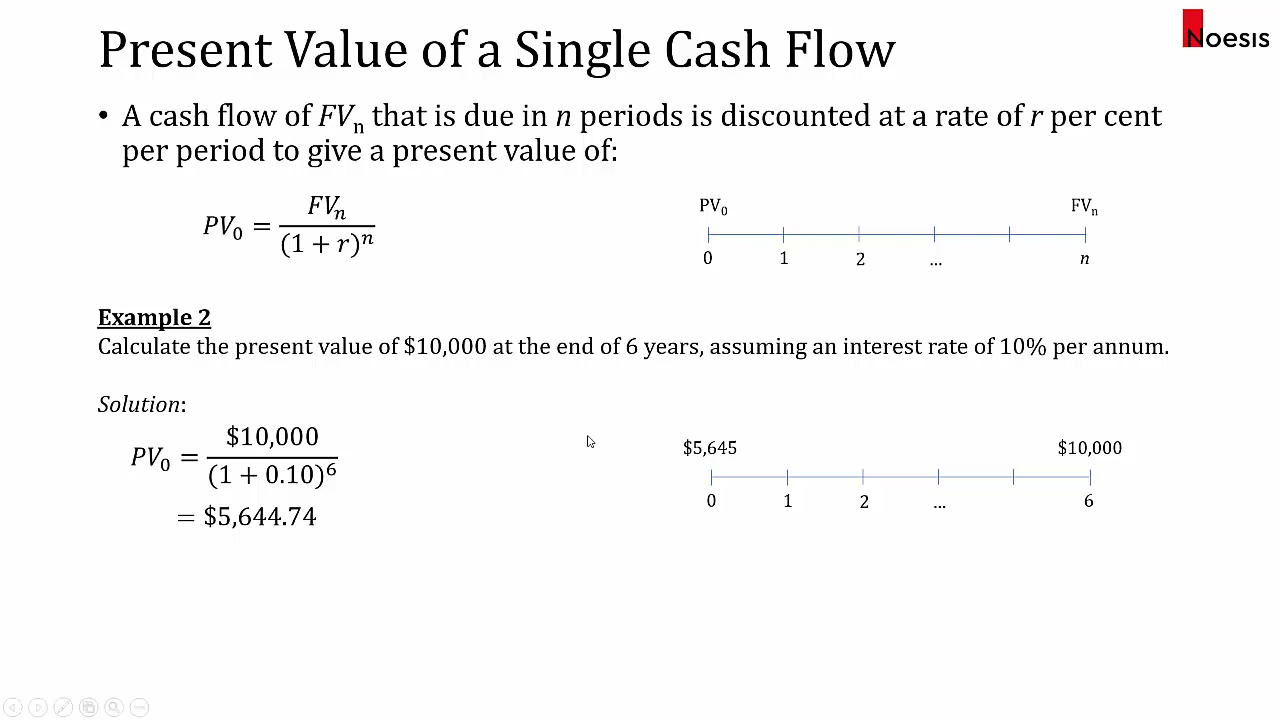 Noesis
Present Value of a Single Cash Flow
• A cash flow of FVₙ that is due in n periods is discounted at a rate of r per cent
per period to give a present value of:
PV₀ = FVₙ / (1 + r)ⁿ
PV₀ FVₙ
0 1 2 ... n
Example 2
Calculate the present value of $10,000 at the end of 6 years, assuming an interest rate of 10% per annum.
Solution:
PV₀ = $10,000 / (1 + 0.10)⁶
= $5,644.74
$5,645 $10,000
0 1 2 ... 6